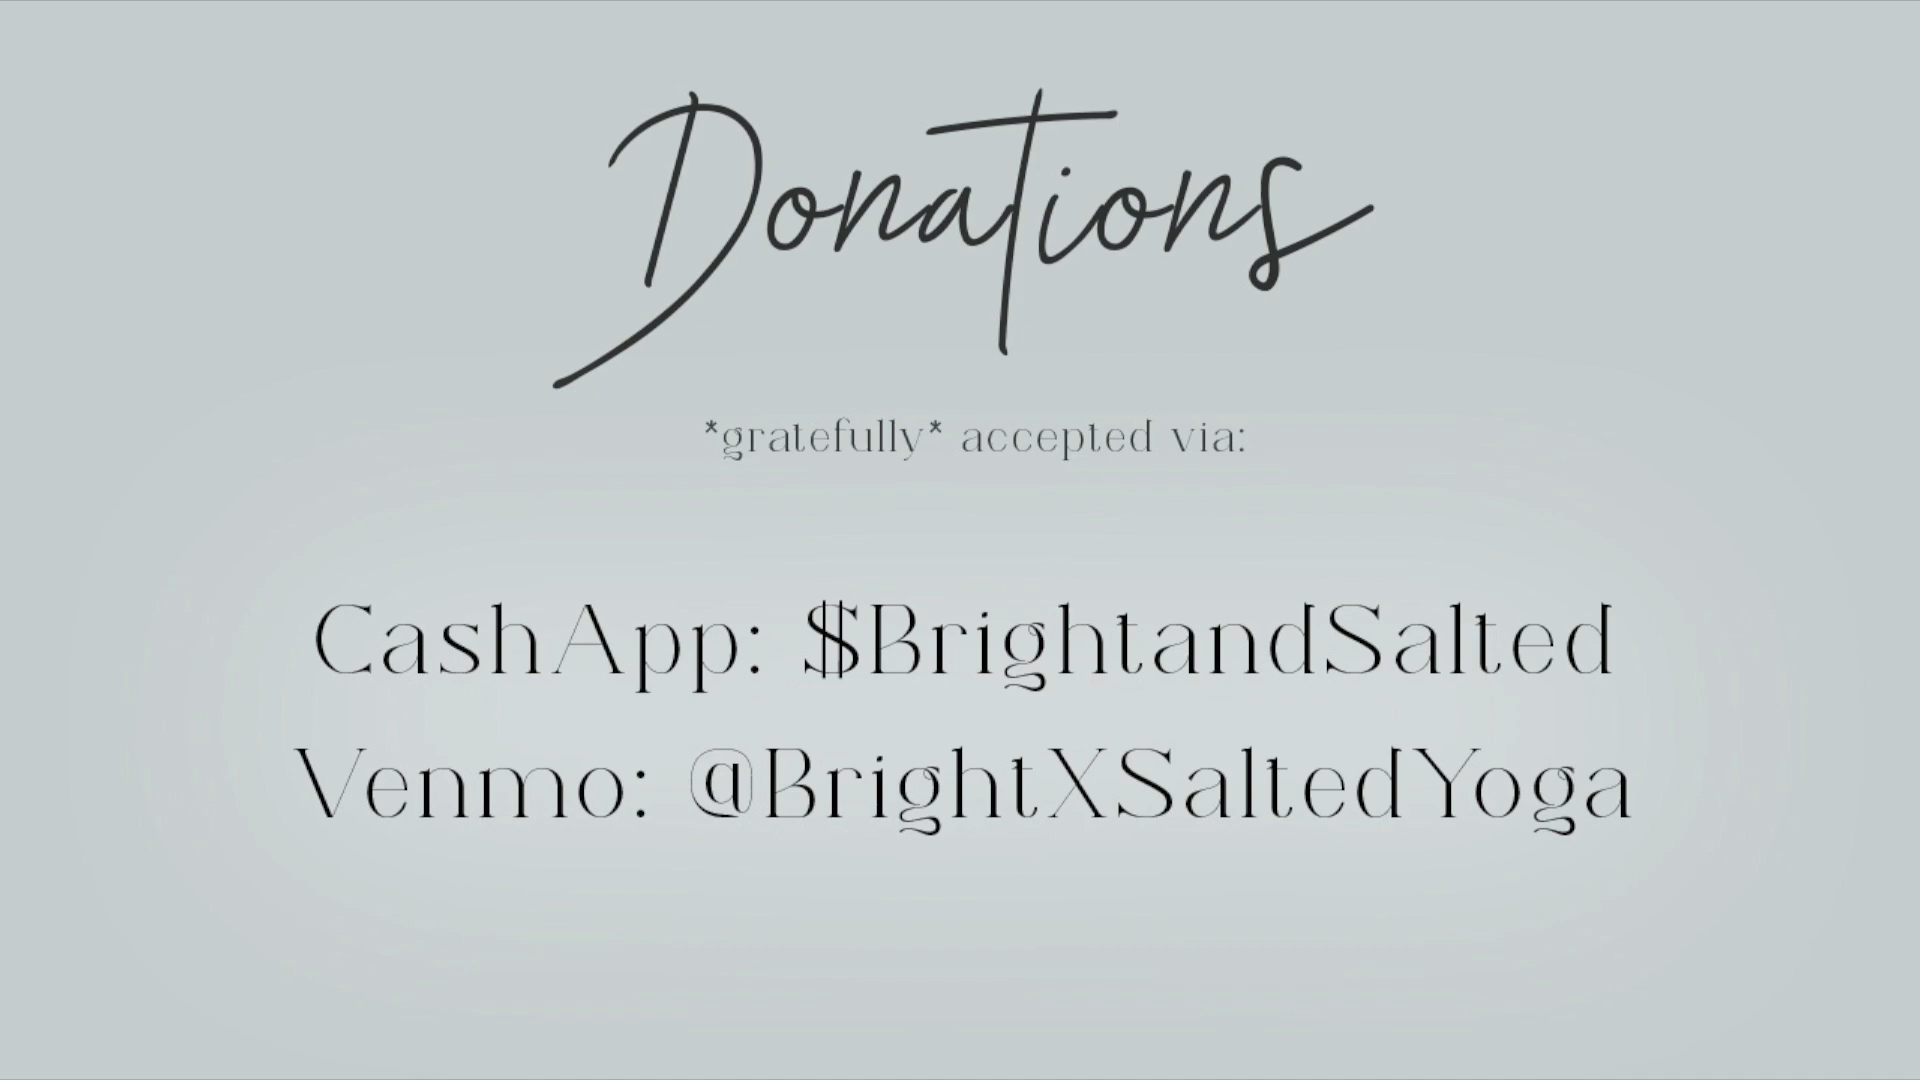 Donations
*gratefully* accepted via:
CashApp: $BrightandSalted
Venmo: @BrightXSaltedYoga